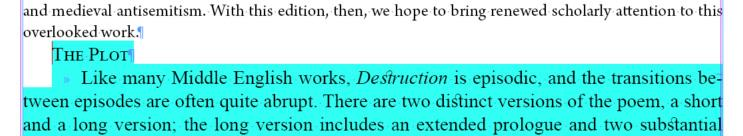 and medieval antisemitism. With this edition, then, we hope to bring renewed scholarly attention to this
overlooked work.¶
The Plot¶
» Like many Middle English works, Destruction is episodic, and the transitions be-
tween episodes are often quite abrupt. There are two distinct versions of the poem, a short
and a long version; the long version includes an extended prologue and two substantial